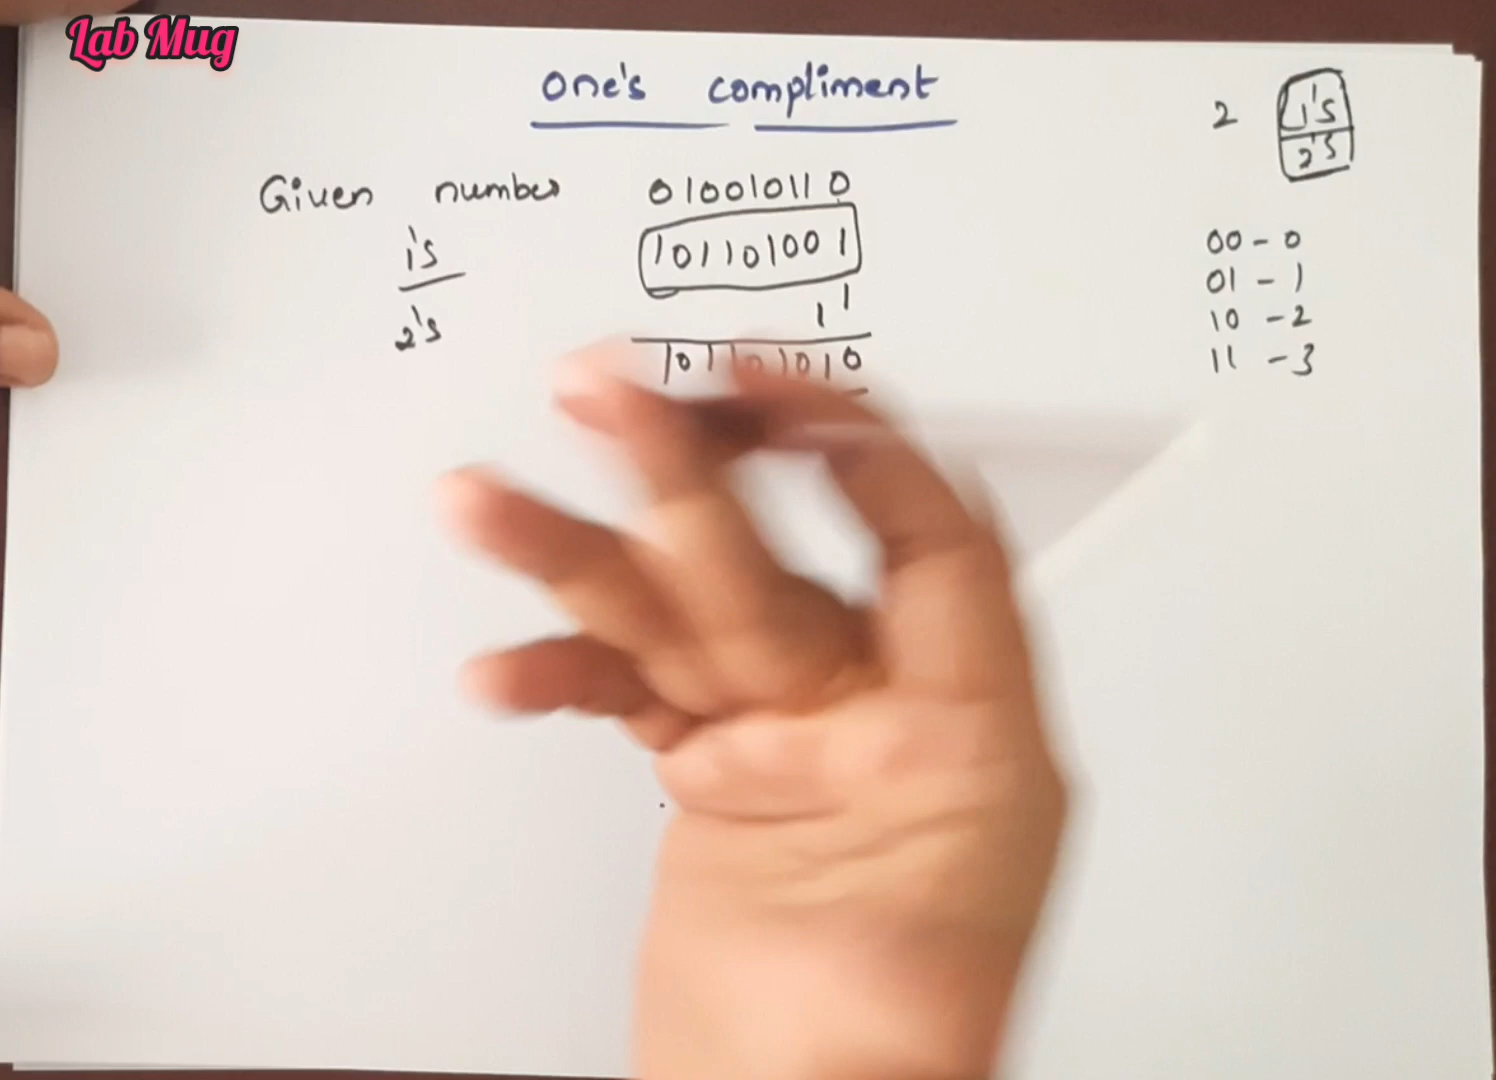 Lab Mug
one's compliment
2 1's
2's
Given number 010010110
1's 101101001
1 1
2's
101101010
00 - 0
01 - 1
10 - 2
11 - 3